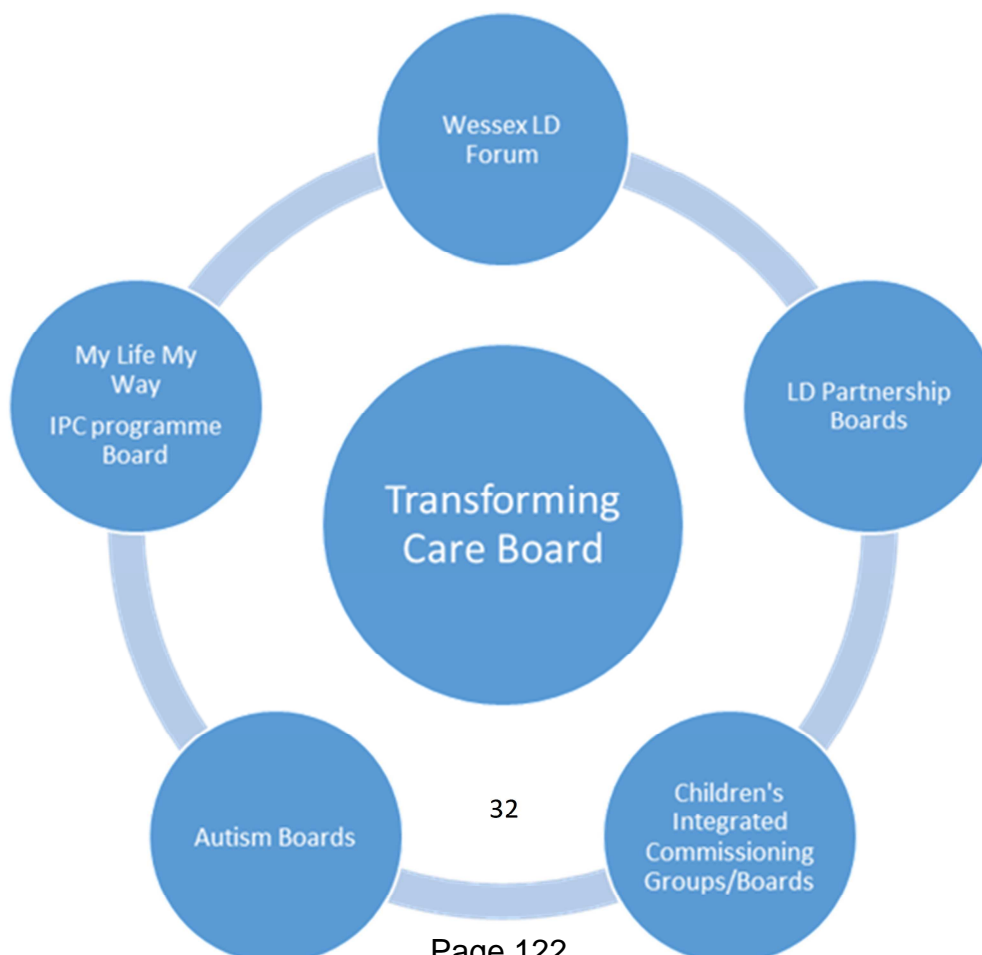 Wessex LD
Forum
My Life My
Way
IPC programme
Board
LD Partnership
Boards
Transforming
Care Board
32
Children's
Integrated
Commissioning
Groups/Boards
Autism Boards
Page 122